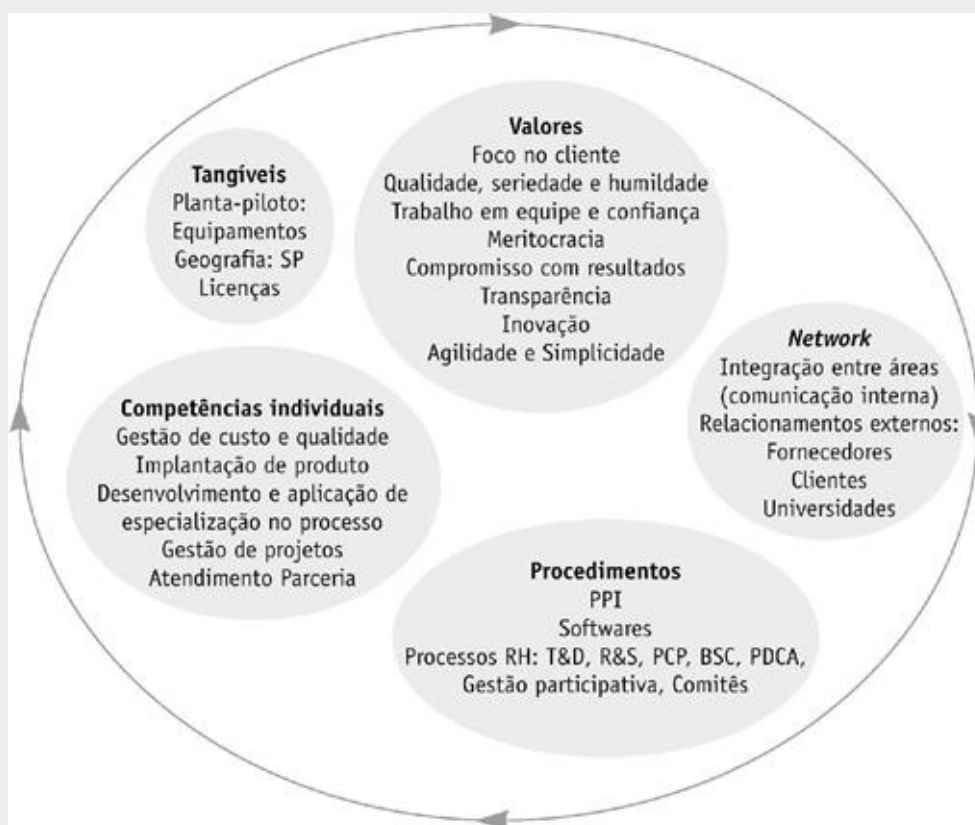 Tangíveis
Planta-piloto:
Equipamentos
Geografia: SP
Licenças
Valores
Foco no cliente
Qualidade, seriedade e humildade
Trabalho em equipe e confiança
Meritocracia
Compromisso com resultados
Transparência
Inovação
Agilidade e Simplicidade
Network
Integração entre áreas
(comunicação interna)
Relacionamentos externos:
Fornecedores
Clientes
Universidades
Competências individuais
Gestão de custo e qualidade
Implantação de produto
Desenvolvimento e aplicação de
especialização no processo
Gestão de projetos
Atendimento Parceria
Procedimentos
PPI
Softwares
Processos RH: T&D, R&S, PCP, BSC, PDCA,
Gestão participativa, Comitês